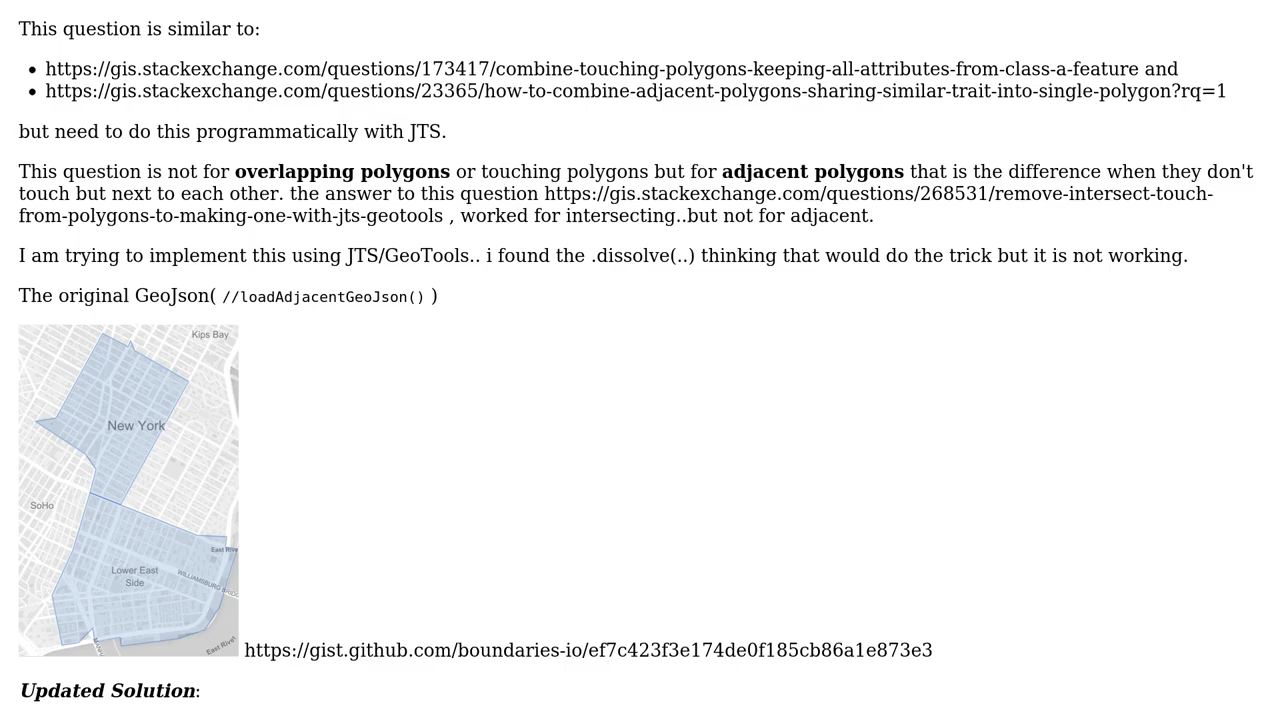 This question is similar to:
• https://gis.stackexchange.com/questions/173417/combine-touching-polygons-keeping-all-attributes-from-class-a-feature and
• https://gis.stackexchange.com/questions/23365/how-to-combine-adjacent-polygons-sharing-similar-trait-into-single-polygon?rq=1
but need to do this programmatically with JTS.
This question is not for overlapping polygons or touching polygons but for adjacent polygons that is the difference when they don't
touch but next to each other. the answer to this question https://gis.stackexchange.com/questions/268531/remove-intersect-touch-
from-polygons-to-making-one-with-jts-geotools , worked for intersecting..but not for adjacent.
I am trying to implement this using JTS/GeoTools.. i found the .dissolve(..) thinking that would do the trick but it is not working.
The original GeoJson( //loadAdjacentGeoJson() )
Kips Bay
New York
SoHo
East Rive
Lower East
Side
WILLIAMSBURG
East River
https://gist.github.com/boundaries-io/ef7c423f3e174de0f185cb86a1e873e3
Updated Solution: